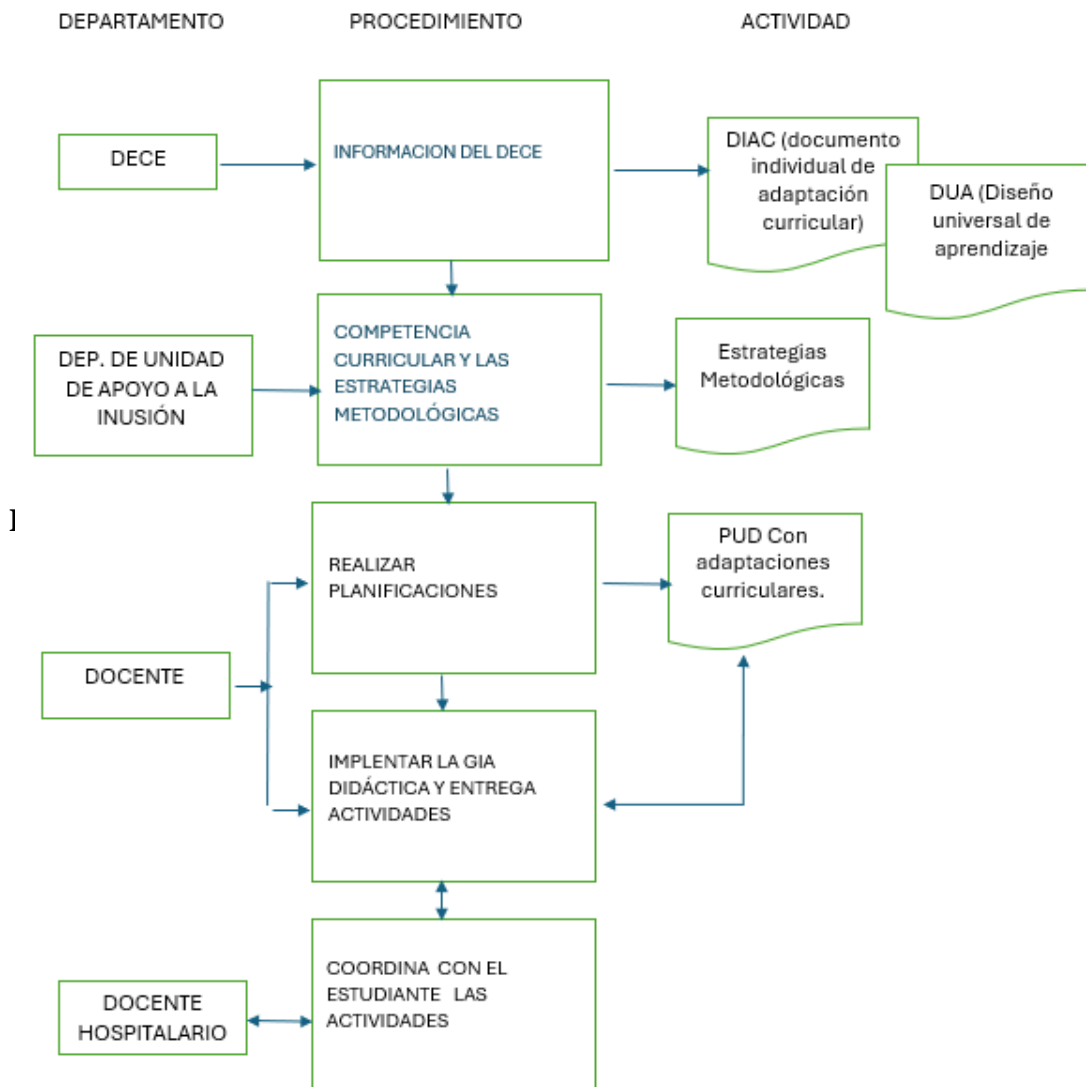 DEPARTAMENTO
PROCEDIMIENTO
ACTIVIDAD
DECE
INFORMACION DEL DECE
DIAC (documento
individual de
adaptación
curricular)
DUA (Diseño
universal de
aprendizaje
DEP. DE UNIDAD
DE APOYO A LA
INUSIÓN
COMPETENCIA
CURRICULAR Y LAS
ESTRATEGIAS
METODOLÓGICAS
Estrategias
Metodológicas
]
REALIZAR
PLANIFICACIONES
PUD Con
adaptaciones
curriculares.
DOCENTE
IMPLENTAR LA GIA
DIDÁCTICA Y ENTREGA
ACTIVIDADES
COORDINA CON EL
ESTUDIANTE LAS
ACTIVIDADES
DOCENTE
HOSPITALARIO